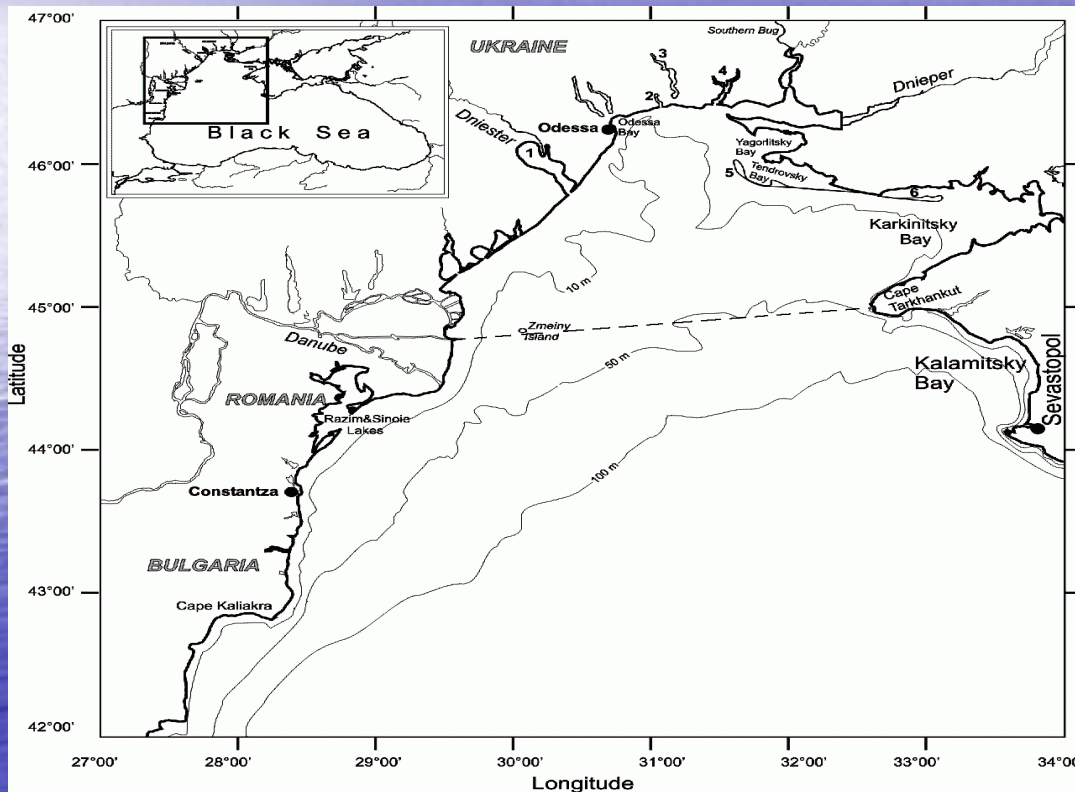 47°00'
UKRAINE
Southern Bug
3
4
2
Dnieper
Dniester
Odessa
Odessa
Bay
Black Sea
46°00'
1
Yagorlitsky
Bay
5
Tendrovsky
Bay
6
Karkinitsky
Bay
Cape
Tarkhankut
10 m
45°00'
Zmeiny
island
Danube
50 m
Kalamitsky
Bay
Sevastopol
Latitude
ROMANIA
Razim&Sinoie
Lakes
44°00'
100 m
Constantza
BULGARIA
43°00'
Cape Kaliakra
42°00'
27°00'
28°00'
29°00'
30°00'
31°00'
32°00'
33°00'
34°00'
Longitude